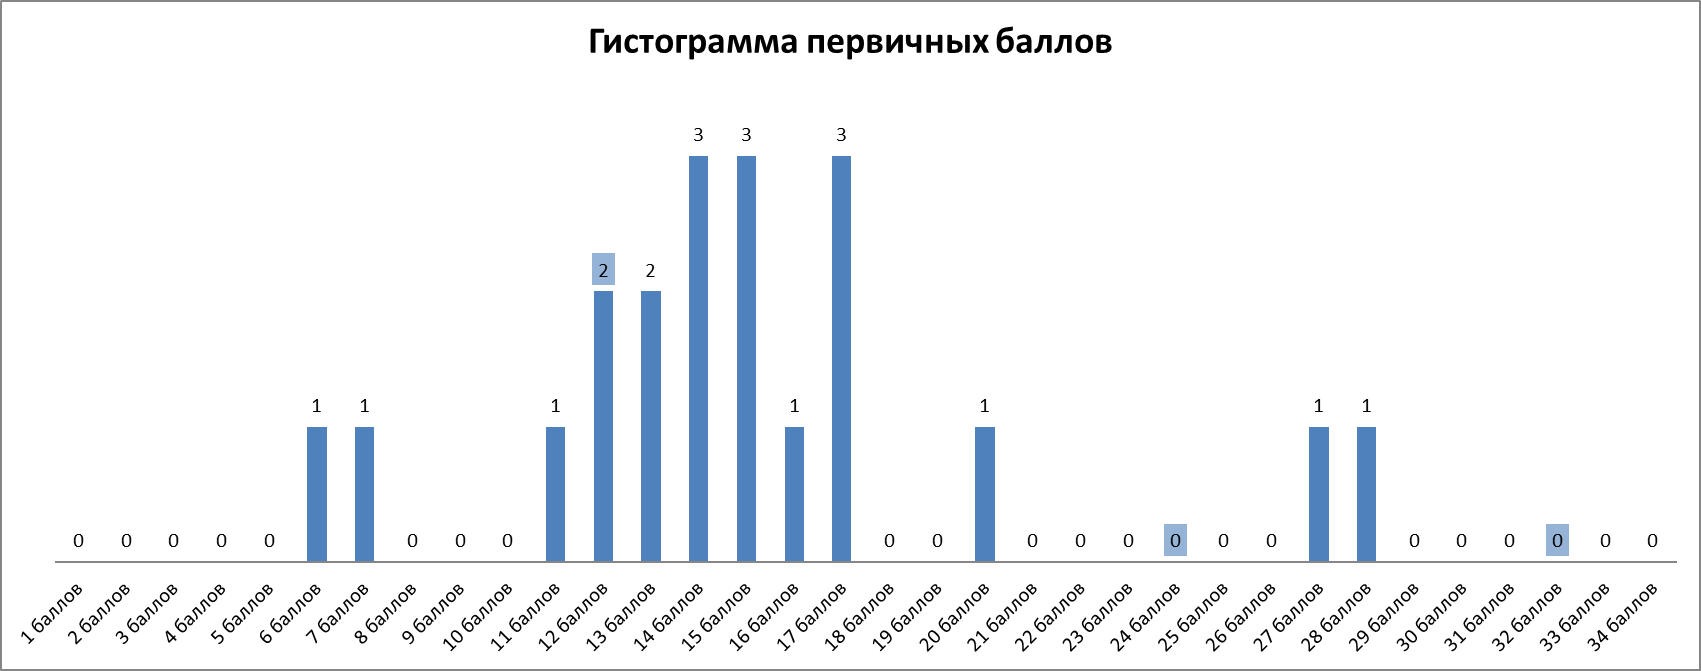 Гистограмма первичных баллов
3 3 3
2 2
1 1 1 1 1 1 1
0 0 0 0 0 0 0 0 0 0 0 0 0 0 0 0 0 0 0 0 0 0
1 баллов
2 баллов
3 баллов
4 баллов
5 баллов
6 баллов
7 баллов
8 баллов
9 баллов
10 баллов
11 баллов
12 баллов
13 баллов
14 баллов
15 баллов
16 баллов
17 баллов
18 баллов
19 баллов
20 баллов
21 баллов
22 баллов
23 баллов
24 баллов
25 баллов
26 баллов
27 баллов
28 баллов
29 баллов
30 баллов
31 баллов
32 баллов
33 баллов
34 баллов